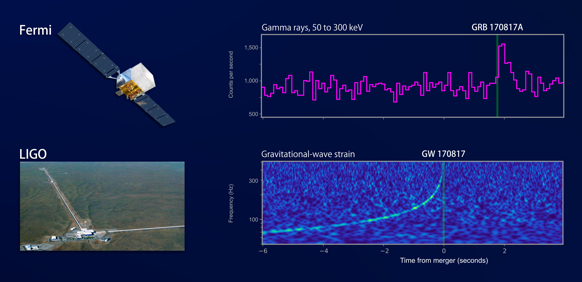 Fermi
Gamma rays, 50 to 300 keV
GRB 170817A
Counts per second
1,500
1,000
500
LIGO
Gravitational-wave strain
GW 170817
Frequency (Hz)
300
100
−6
−4
−2
0
2
Time from merger (seconds)